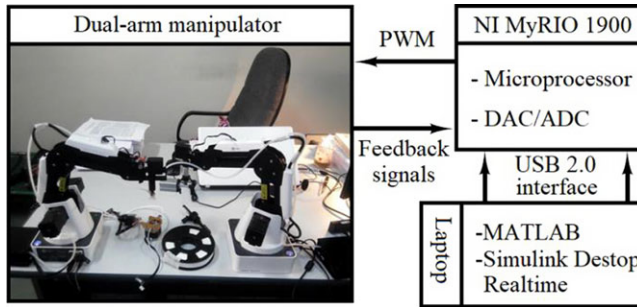 Dual-arm manipulator
PWM
Feedback
signals
NI MyRIO 1900
- Microprocessor
- DAC/ADC
USB 2.0
interface
Laptop
-MATLAB
-Simulink Destop
Realtime